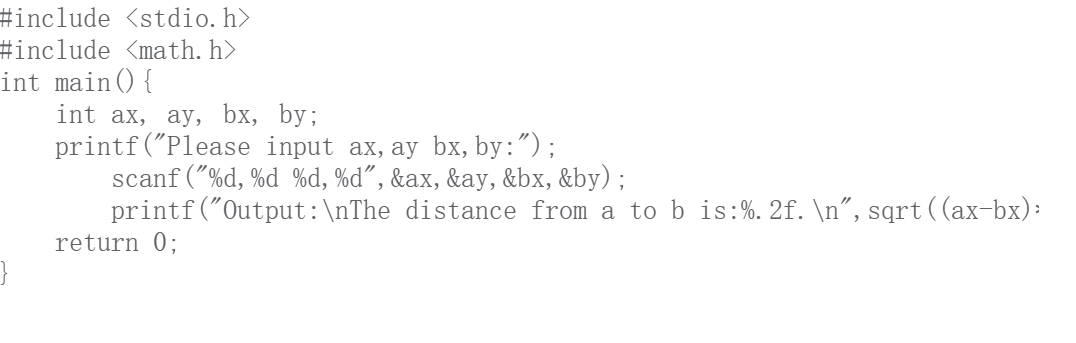 #include <stdio.h>
#include <math.h>
int main(){
    int ax, ay, bx, by;
    printf("Please input ax,ay bx,by:");
        scanf("%d,%d %d,%d",&ax,&ay,&bx,&by);
        printf("Output:\nThe distance from a to b is:%.2f.\n",sqrt((ax-bx)
    return 0;
}